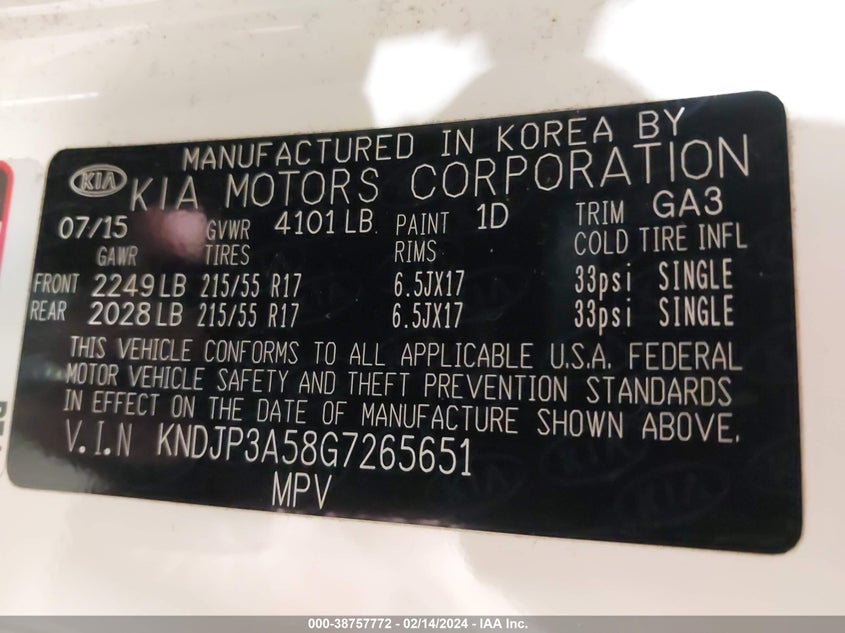 MANUFACTURED IN KOREA BY
KIA KIA MOTORS CORPORATION
07/15 GVWR 4101 LB PAINT 1D TRIM GA3
GAWR TIRES RIMS COLD TIRE INFL
FRONT 2249 LB 215/55 R17 6.5JX17 33psi SINGLE
REAR 2028 LB 215/55 R17 6.5JX17 33psi SINGLE
THIS VEHICLE CONFORMS TO ALL APPLICABLE U.S.A. FEDERAL
MOTOR VEHICLE SAFETY AND THEFT PREVENTION STANDARDS
IN EFFECT ON THE DATE OF MANUFACTURE SHOWN ABOVE.
V.I.N KNDJP3A58G7265651
MPV
000-38757772 - 02/14/2024 - IAA Inc.